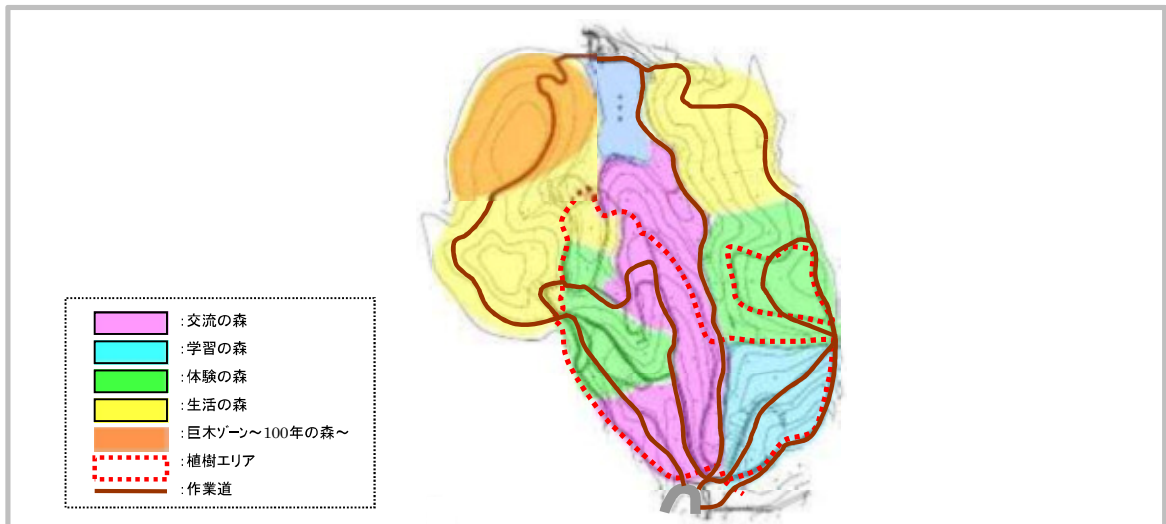 ：交流の森
：学習の森
：体験の森
：生活の森
：巨木ｿﾞｰﾝ～100年の森～
：植樹エリア
：作業道